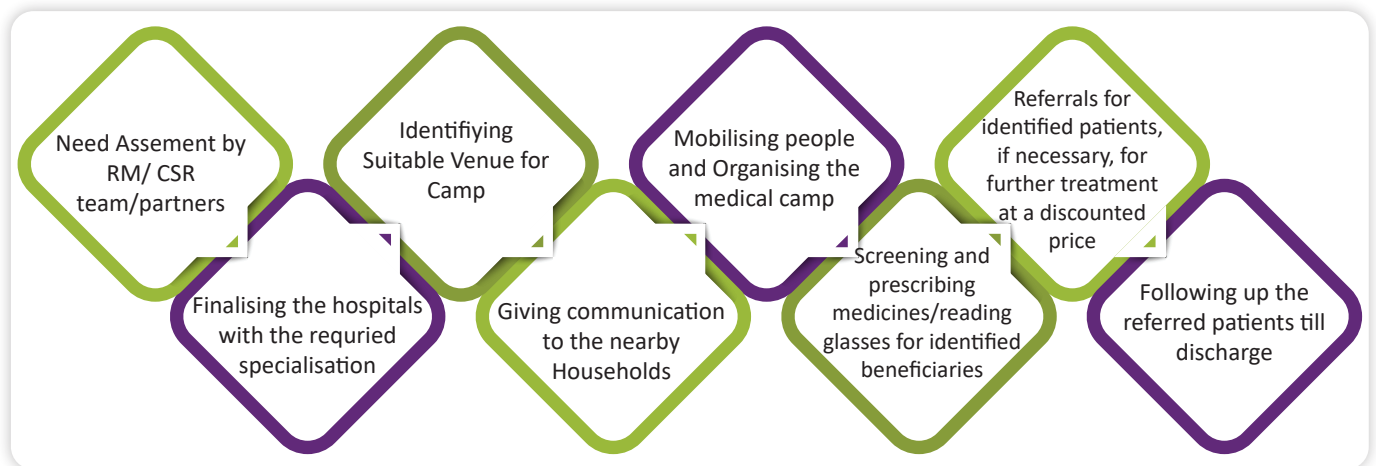 Need Assement by
RM/ CSR
team/partners
Finalising the hospitals
with the requried
specialisation
Identifiying
Suitable Venue for
Camp
Giving communication
to the nearby
Households
Mobilising people
and Organising the
medical camp
Screening and
prescribing
medicines/reading
glasses for identified
beneficiaries
Referrals for
identified patients,
if necessary, for
further treatment
at a discounted
price
Following up the
referred patients till
discharge